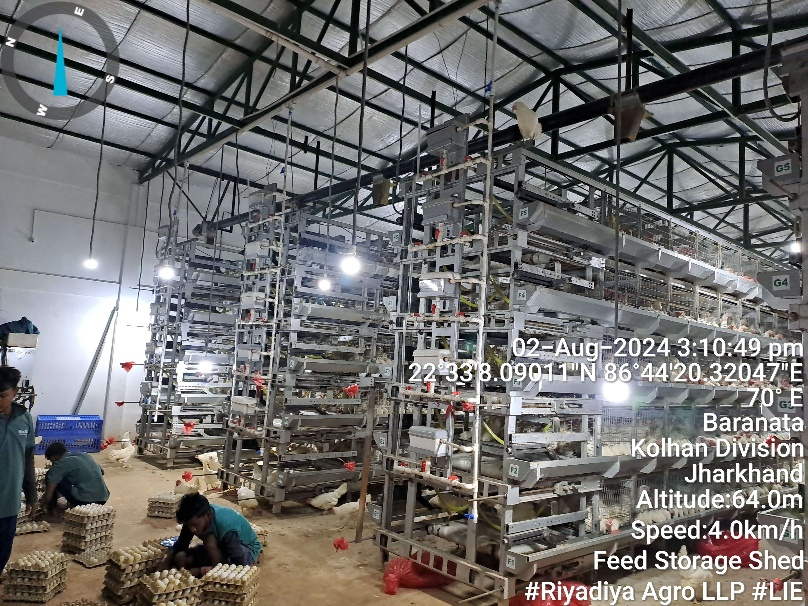 N
E
S
W
G5
F5
G4
F4
02-Aug-2024 3:10:49 pm
22°33'8.09011"N 86°44'20.32047"E
70° E
Baranata
Kolhan Division
Jharkhand
Altitude:64.0m
F2
Speed:4.0km/h
Feed Storage Shed
#Riyadiya Agro LLP #LIE